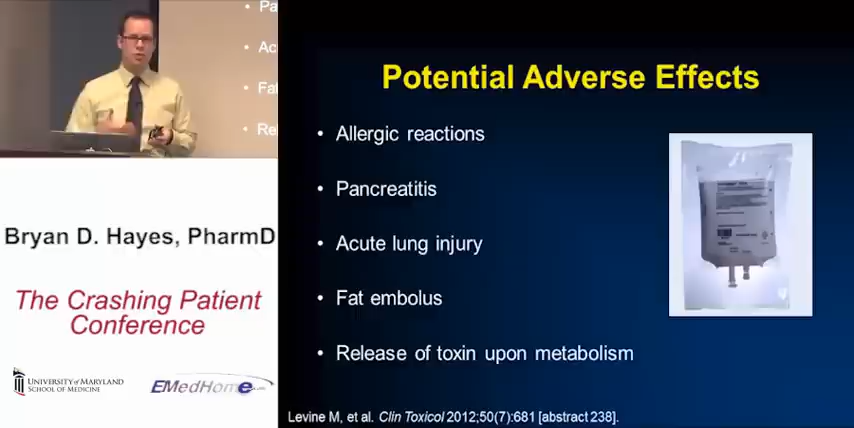 Pa
Ac
Fat
Re
Bryan D. Hayes, PharmD
The Crashing Patient
Conference
UNIVERSITY of MARYLAND
SCHOOL OF MEDICINE
EMedHome.com
Potential Adverse Effects
• Allergic reactions
• Pancreatitis
• Acute lung injury
• Fat embolus
• Release of toxin upon metabolism
Levine M, et al. Clin Toxicol 2012;50(7):681 [abstract 238].